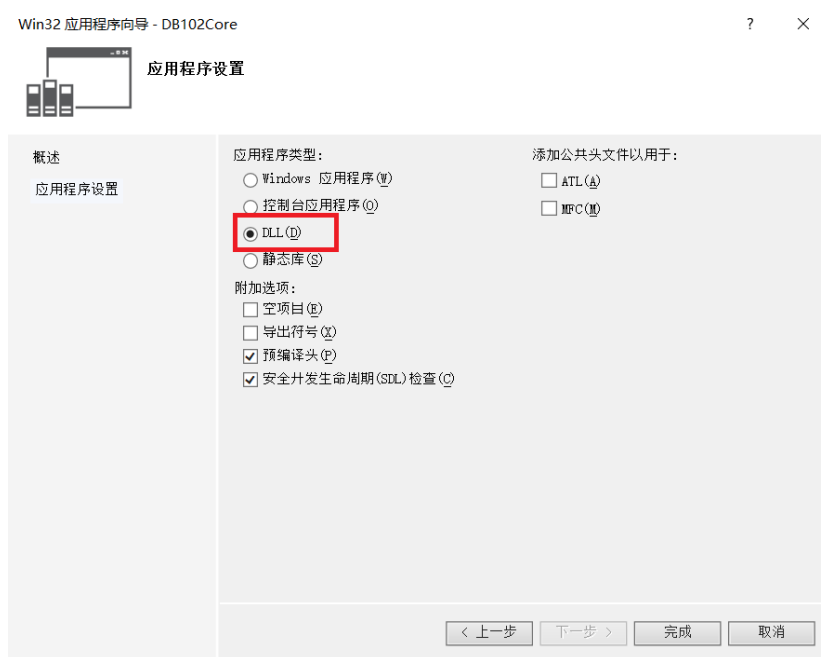 Win32 应用程序向导 - DB102Core
?
应用程序设置
概述
应用程序设置
应用程序类型:
Windows 应用程序(W)
控制台应用程序(O)
DLL(D)
静态库(S)
附加选项:
空项目(E)
导出符号(X)
预编译头(P)
安全开发生命周期(SDL)检查(C)
添加公共头文件以用于:
ATL(A)
MFC(M)
< 上一步
下一步 >
完成
取消